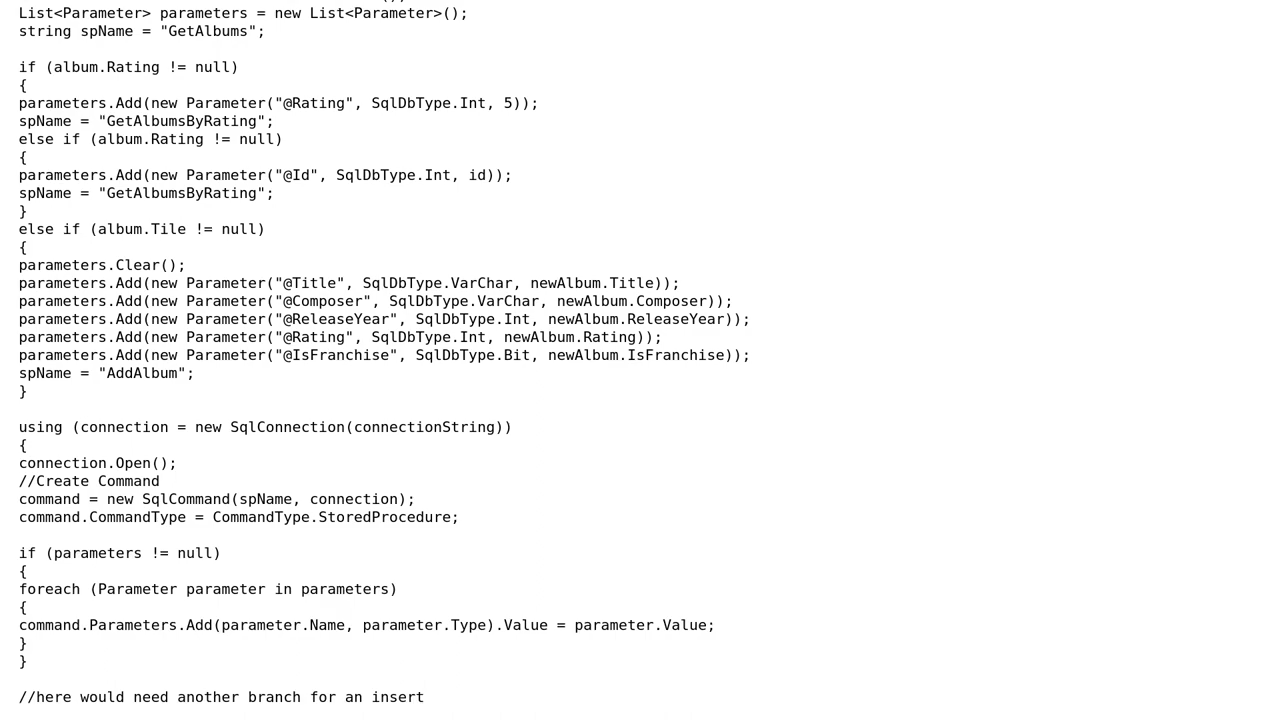 List<Parameter> parameters = new List<Parameter>();
string spName = "GetAlbums";
if (album.Rating != null)
{
parameters.Add(new Parameter("@Rating", SqlDbType.Int, 5));
spName = "GetAlbumsByRating";
else if (album.Rating != null)
{
parameters.Add(new Parameter("@Id", SqlDbType.Int, id));
spName = "GetAlbumsByRating";
}
else if (album.Tile != null)
{
parameters.Clear();
parameters.Add(new Parameter("@Title", SqlDbType.VarChar, newAlbum.Title));
parameters.Add(new Parameter("@Composer", SqlDbType.VarChar, newAlbum.Composer));
parameters.Add(new Parameter("@ReleaseYear", SqlDbType.Int, newAlbum.ReleaseYear));
parameters.Add(new Parameter("@Rating", SqlDbType.Int, newAlbum.Rating));
parameters.Add(new Parameter("@IsFranchise", SqlDbType.Bit, newAlbum.IsFranchise));
spName = "AddAlbum";
}
using (connection = new SqlConnection(connectionString))
{
connection.Open();
//Create Command
command = new SqlCommand(spName, connection);
command.CommandType = CommandType.StoredProcedure;
if (parameters != null)
{
foreach (Parameter parameter in parameters)
{
command.Parameters.Add(parameter.Name, parameter.Type).Value = parameter.Value;
}
}
//here would need another branch for an insert